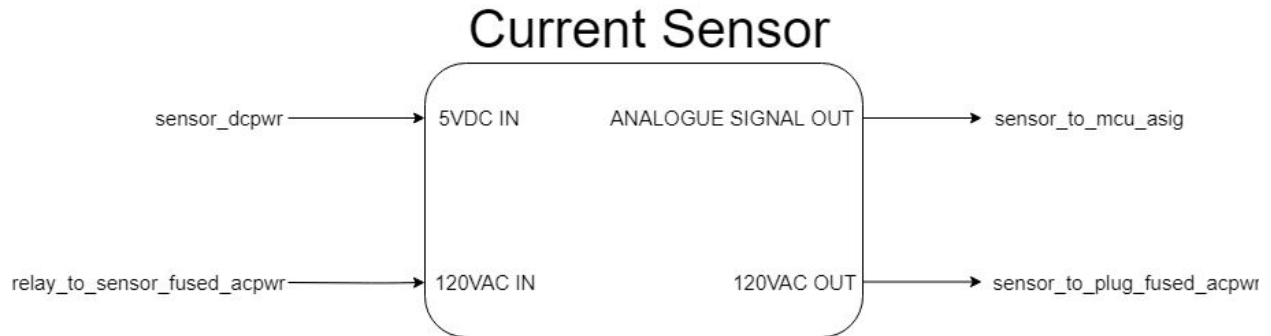 Current Sensor
sensor_dcpwr 5VDC IN ANALOGUE SIGNAL OUT sensor_to_mcu_asig
relay_to_sensor_fused_acpwr 120VAC IN 120VAC OUT sensor_to_plug_fused_acpwr